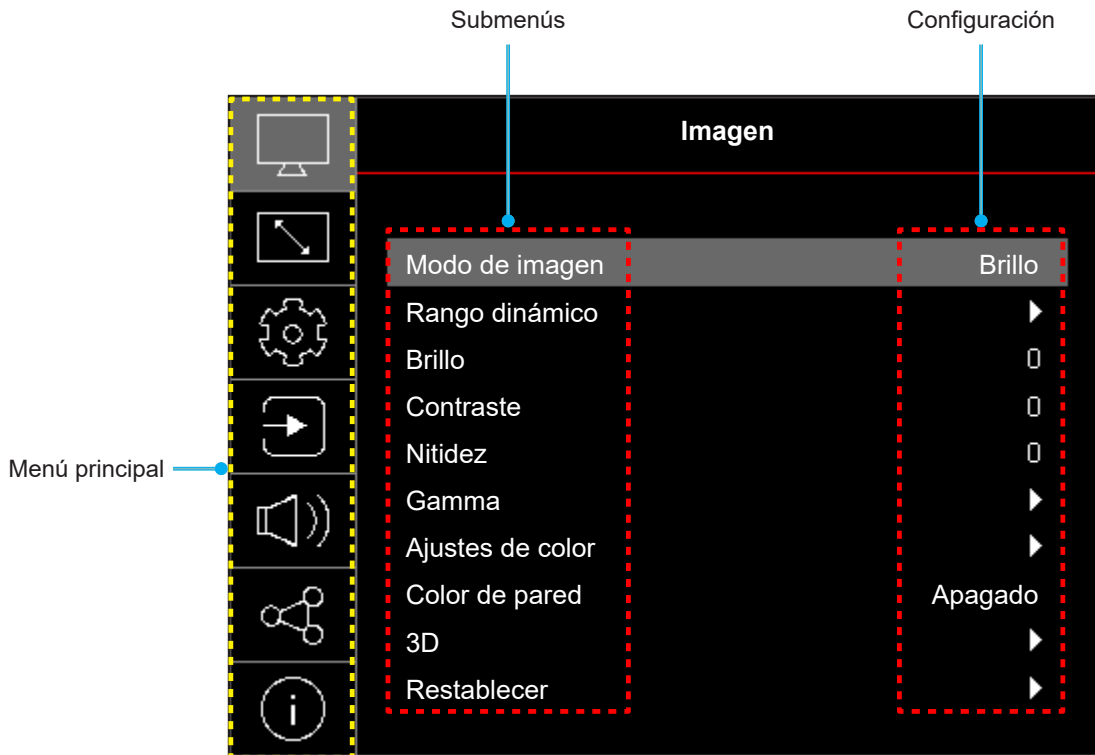 Submenús Configuración
Imagen
Modo de imagen Brillo
Rango dinámico
Brillo 0
Contraste 0
Nitidez 0
Menú principal
Gamma
Ajustes de color
Color de pared Apagado
3D
Restablecer